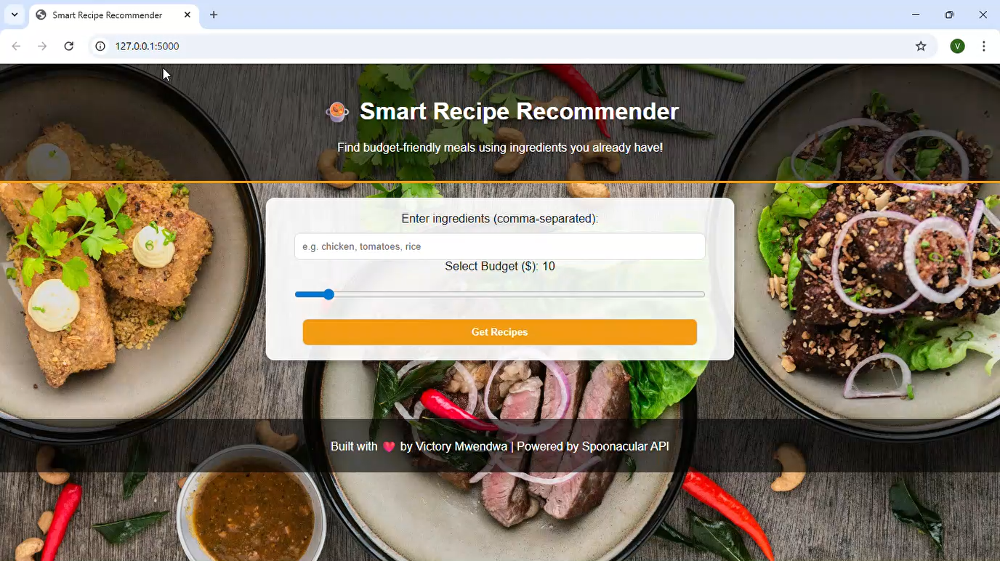 Smart Recipe Recommender
127.0.0.1:5000
V
Smart Recipe Recommender
Find budget-friendly meals using ingredients you already have!
Enter ingredients (comma-separated):
e.g. chicken, tomatoes, rice
Select Budget ($): 10
Get Recipes
Built with ❤️ by Victory Mwendwa | Powered by Spoonacular API